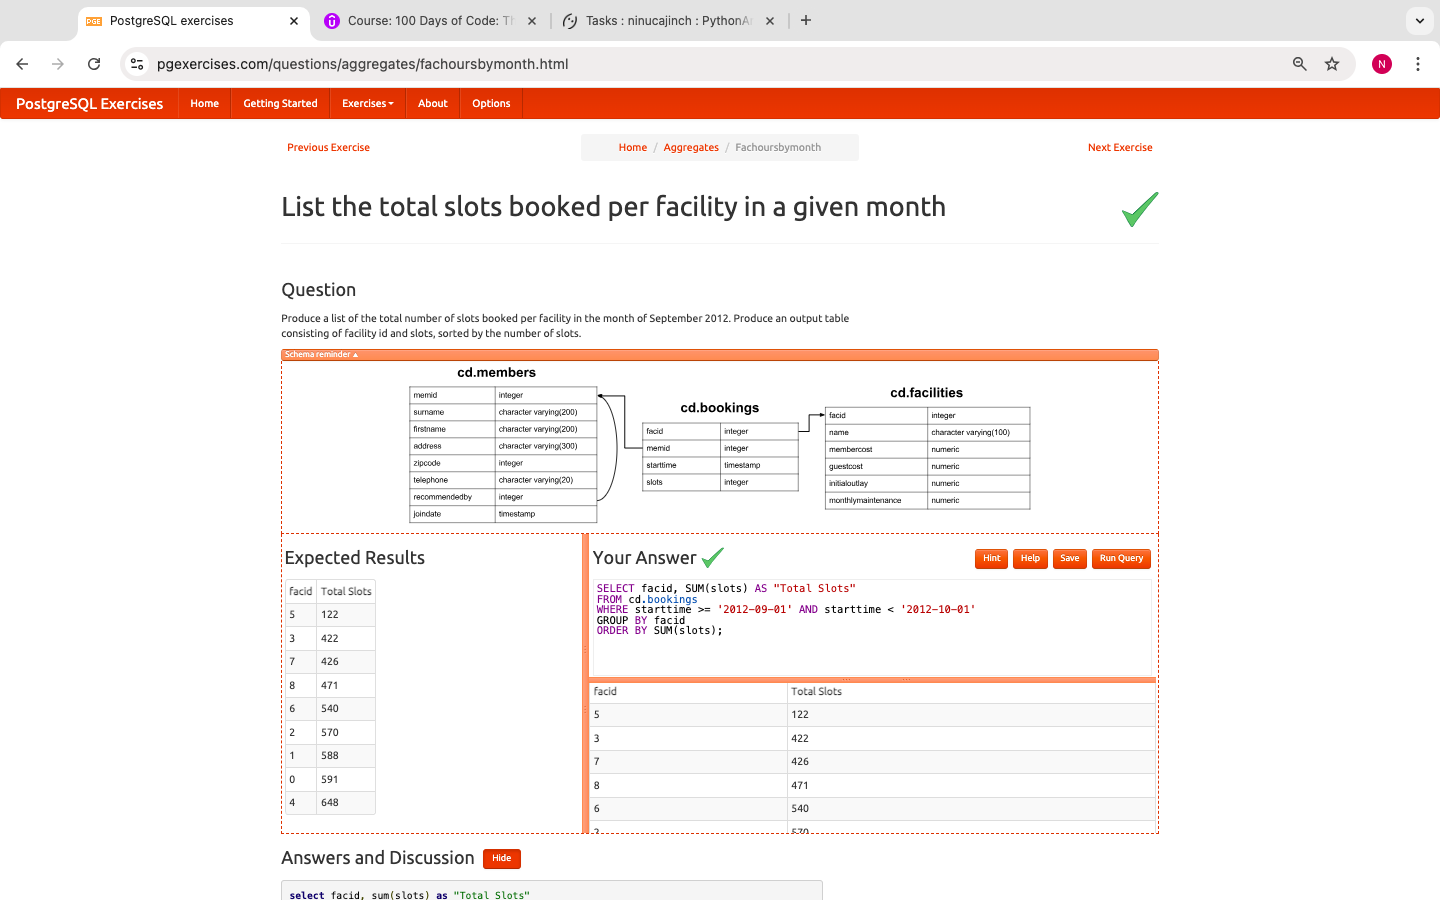 PostgreSQL exercises
Course: 100 Days of Code: Th
Tasks : ninucajinch : PythonA
pgexercises.com/questions/aggregates/fachoursbymonth.html
N
PostgreSQL Exercises
Home
Getting Started
Exercises
About
Options
Previous Exercise
Home / Aggregates / Fachoursbymonth
Next Exercise
List the total slots booked per facility in a given month
Question
Produce a list of the total number of slots booked per facility in the month of September 2012. Produce an output table
consisting of facility id and slots, sorted by the number of slots.
Schema reminder
cd.members
memid integer
surname character varying(200)
firstname character varying(200)
address character varying(300)
zipcode integer
telephone character varying(20)
recommendedby integer
joindate timestamp
cd.bookings
facid integer
memid integer
starttime timestamp
slots integer
cd.facilities
facid integer
name character varying(100)
membercost numeric
guestcost numeric
initialoutlay numeric
monthlymaintenance numeric
Expected Results
facid Total Slots
5 122
3 422
7 426
8 471
6 540
2 570
1 588
0 591
4 648
Your Answer
Hint
Help
Save
Run Query
SELECT facid, SUM(slots) AS "Total Slots"
FROM cd.bookings
WHERE starttime >= '2012-09-01' AND starttime < '2012-10-01'
GROUP BY facid
ORDER BY SUM(slots);
facid Total Slots
5 122
3 422
7 426
8 471
6 540
2 570
Answers and Discussion
Hide
select facid, sum(slots) as "Total Slots"